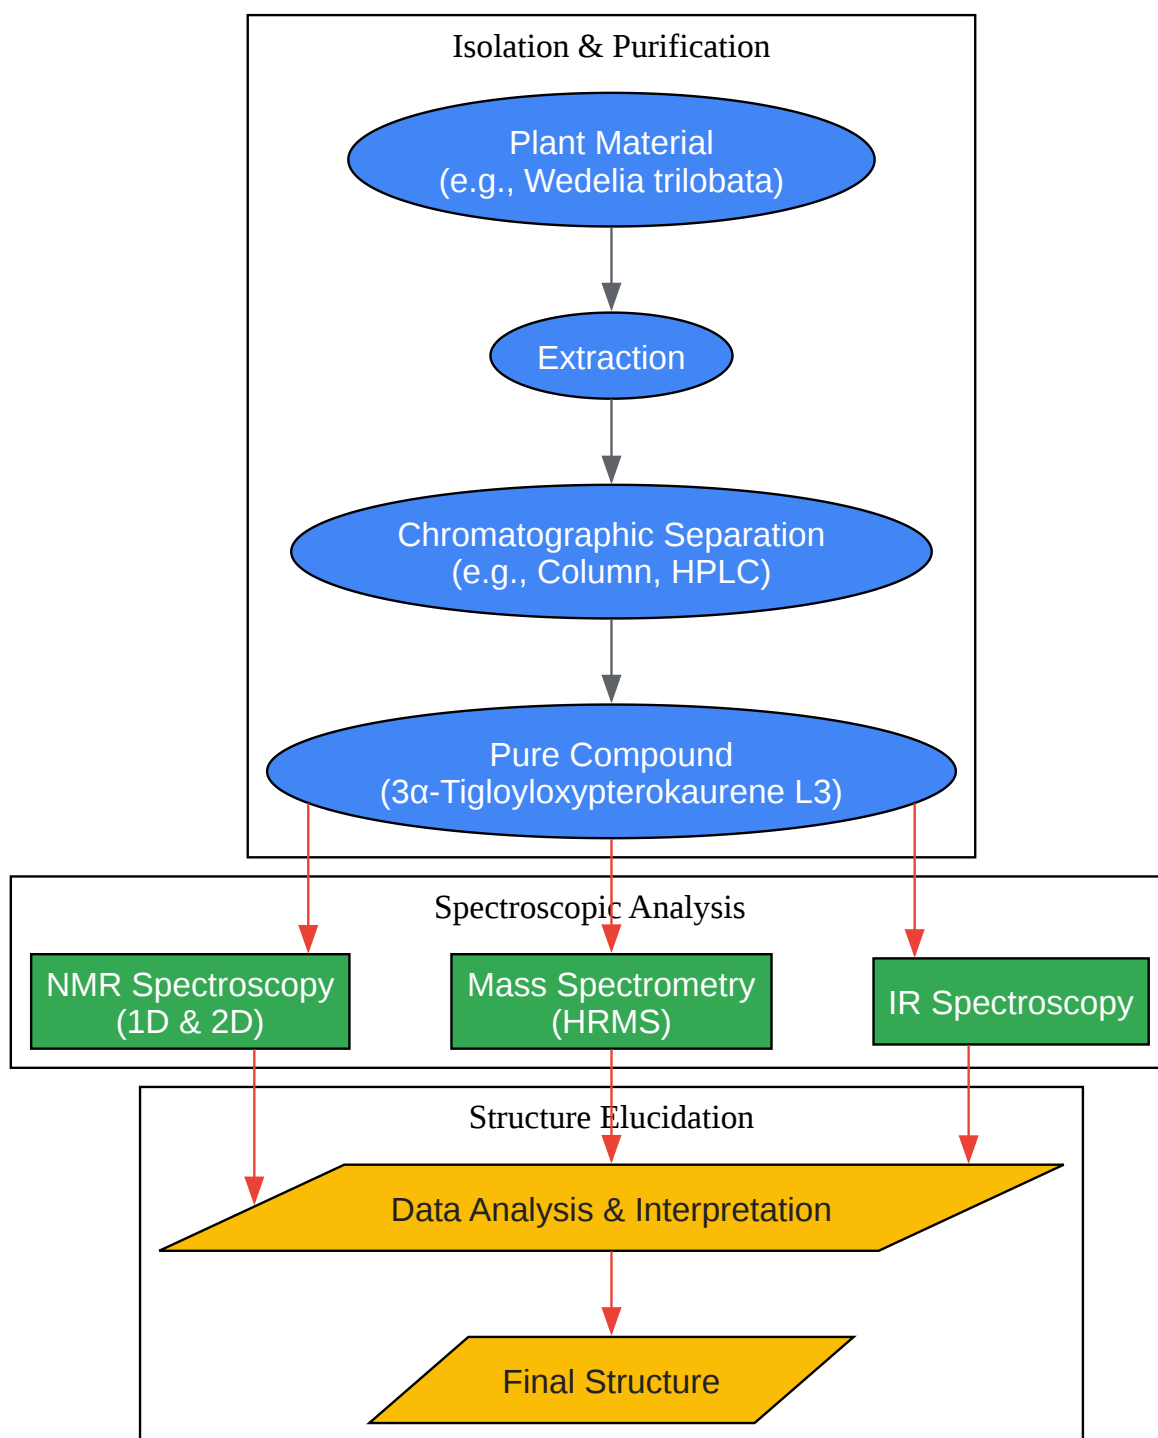 Isolation & Purification
Plant Material
(e.g., Wedelia trilobata)
Extraction
Chromatographic Separation
(e.g., Column, HPLC)
Pure Compound
(3α-Tigloyloxypterokaurene L3)
Spectroscopic Analysis
NMR Spectroscopy
(1D & 2D)
Mass Spectrometry
(HRMS)
IR Spectroscopy
Structure Elucidation
Data Analysis & Interpretation
Final Structure